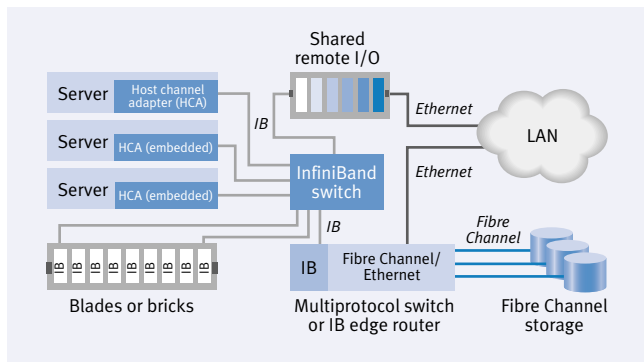 Shared
remote I/O
Server
Host channel
adapter (HCA)
IB
Ethernet
LAN
Server
HCA (embedded)
Ethernet
InfiniBand
switch
Server
HCA (embedded)
IB
Fibre
Channel
IB IB IB IB IB IB IB IB IB
IB
Fibre Channel/
Ethernet
Blades or bricks
Multiprotocol switch
or IB edge router
Fibre Channel
storage